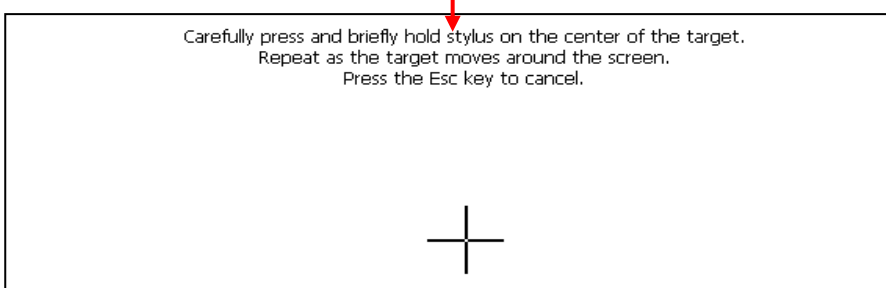 Carefully press and briefly hold stylus on the center of the target.
Repeat as the target moves around the screen.
Press the Esc key to cancel.